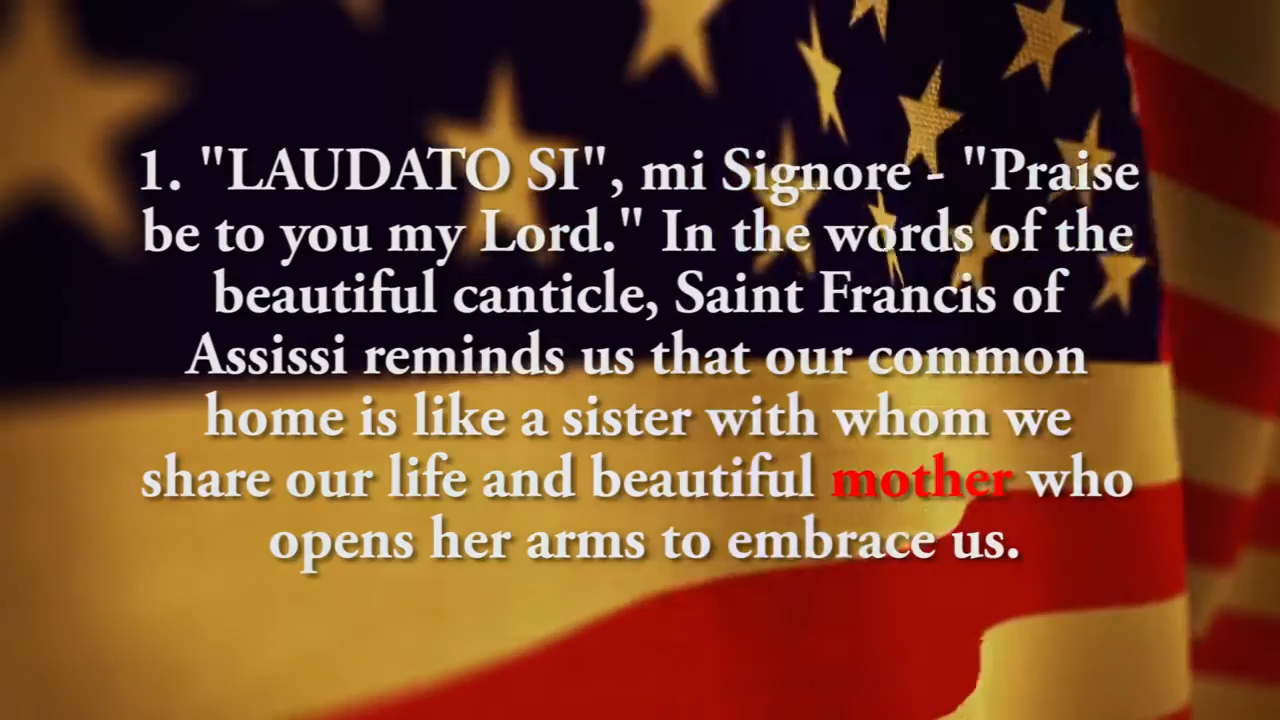 1. "LAUDATO SI", mi Signore - "Praise
be to you my Lord." In the words of the
beautiful canticle, Saint Francis of
Assissi reminds us that our common
home is like a sister with whom we
share our life and beautiful mother who
opens her arms to embrace us.